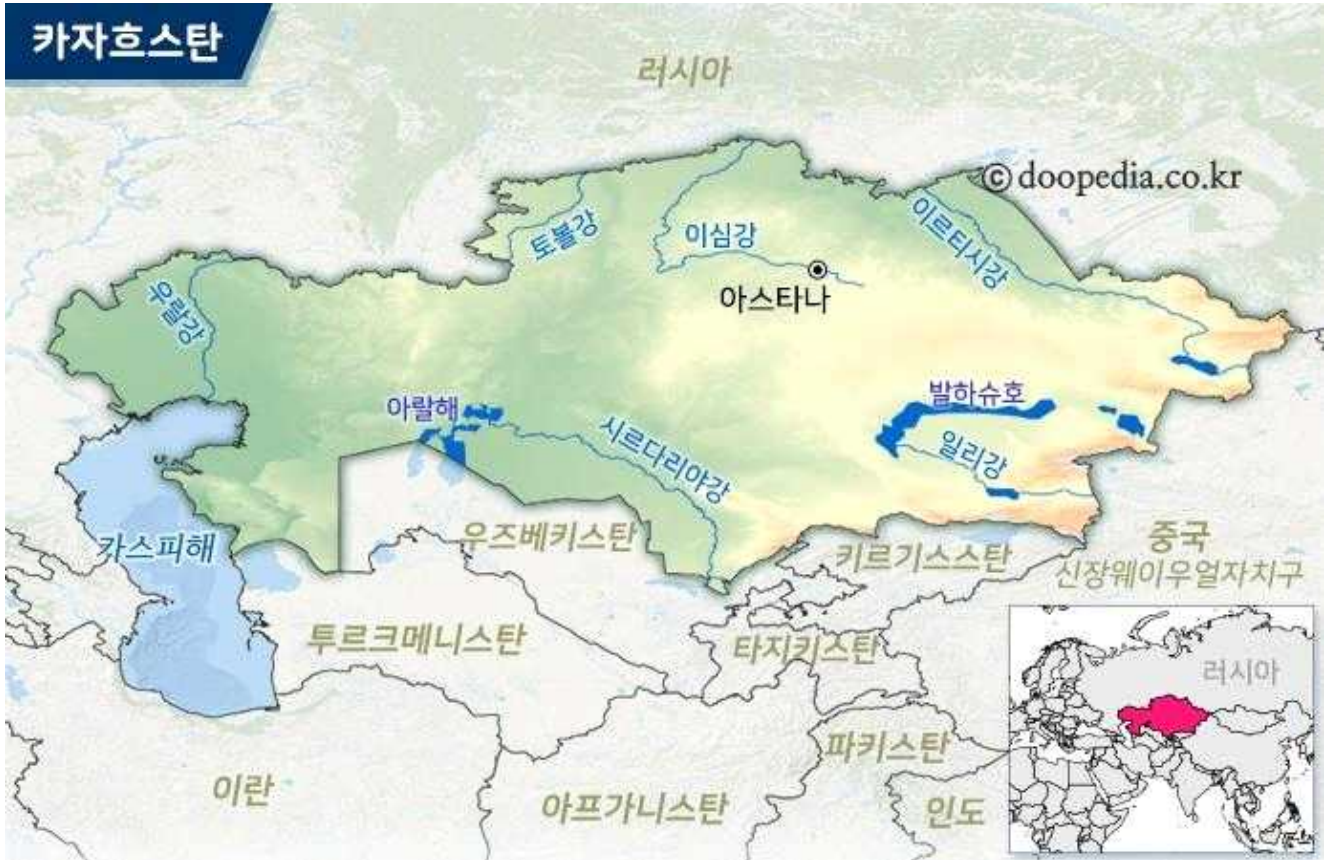 카자흐스탄
러시아
© doopedia.co.kr
토볼강
이심강
이르티시강
아스타나
우랄강
아랄해
발하슈호
시르다리야강
일리강
카스피해
우즈베키스탄
키르기스스탄
중국
신장웨이우얼자치구
투르크메니스탄
타지키스탄
러시아
파키스탄
이란
아프가니스탄
인도